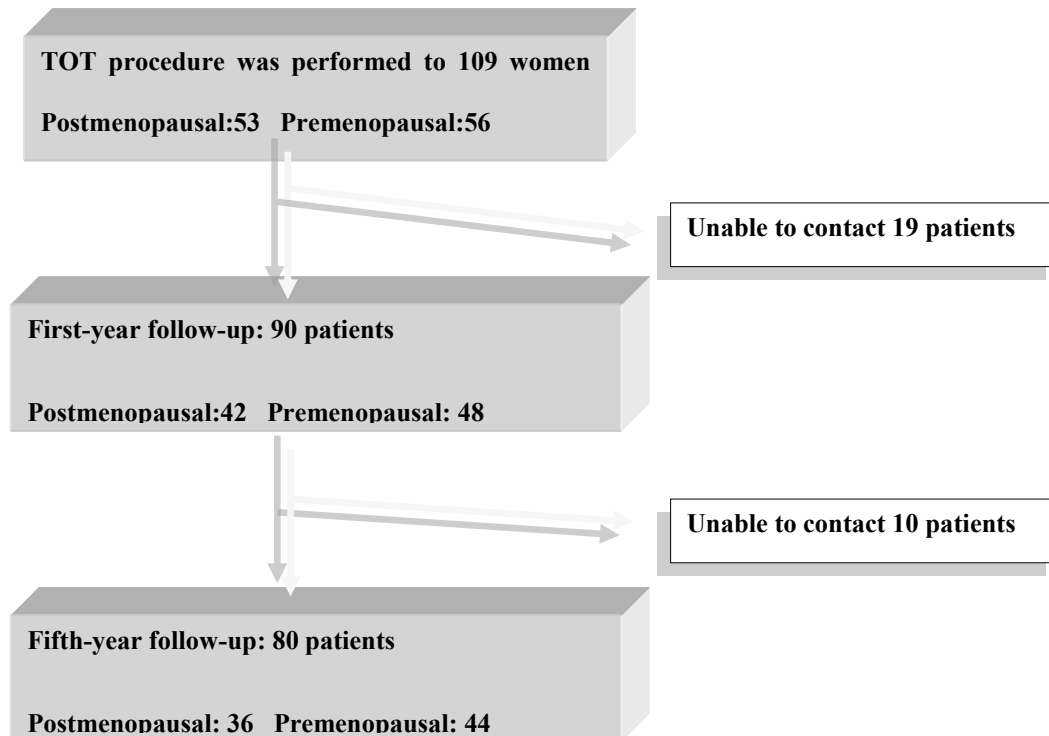 TOT procedure was performed to 109 women
Postmenopausal:53 Premenopausal:56
Unable to contact 19 patients
First-year follow-up: 90 patients
Postmenopausal:42 Premenopausal: 48
Unable to contact 10 patients
Fifth-year follow-up: 80 patients
Postmenopausal: 36 Premenopausal: 44